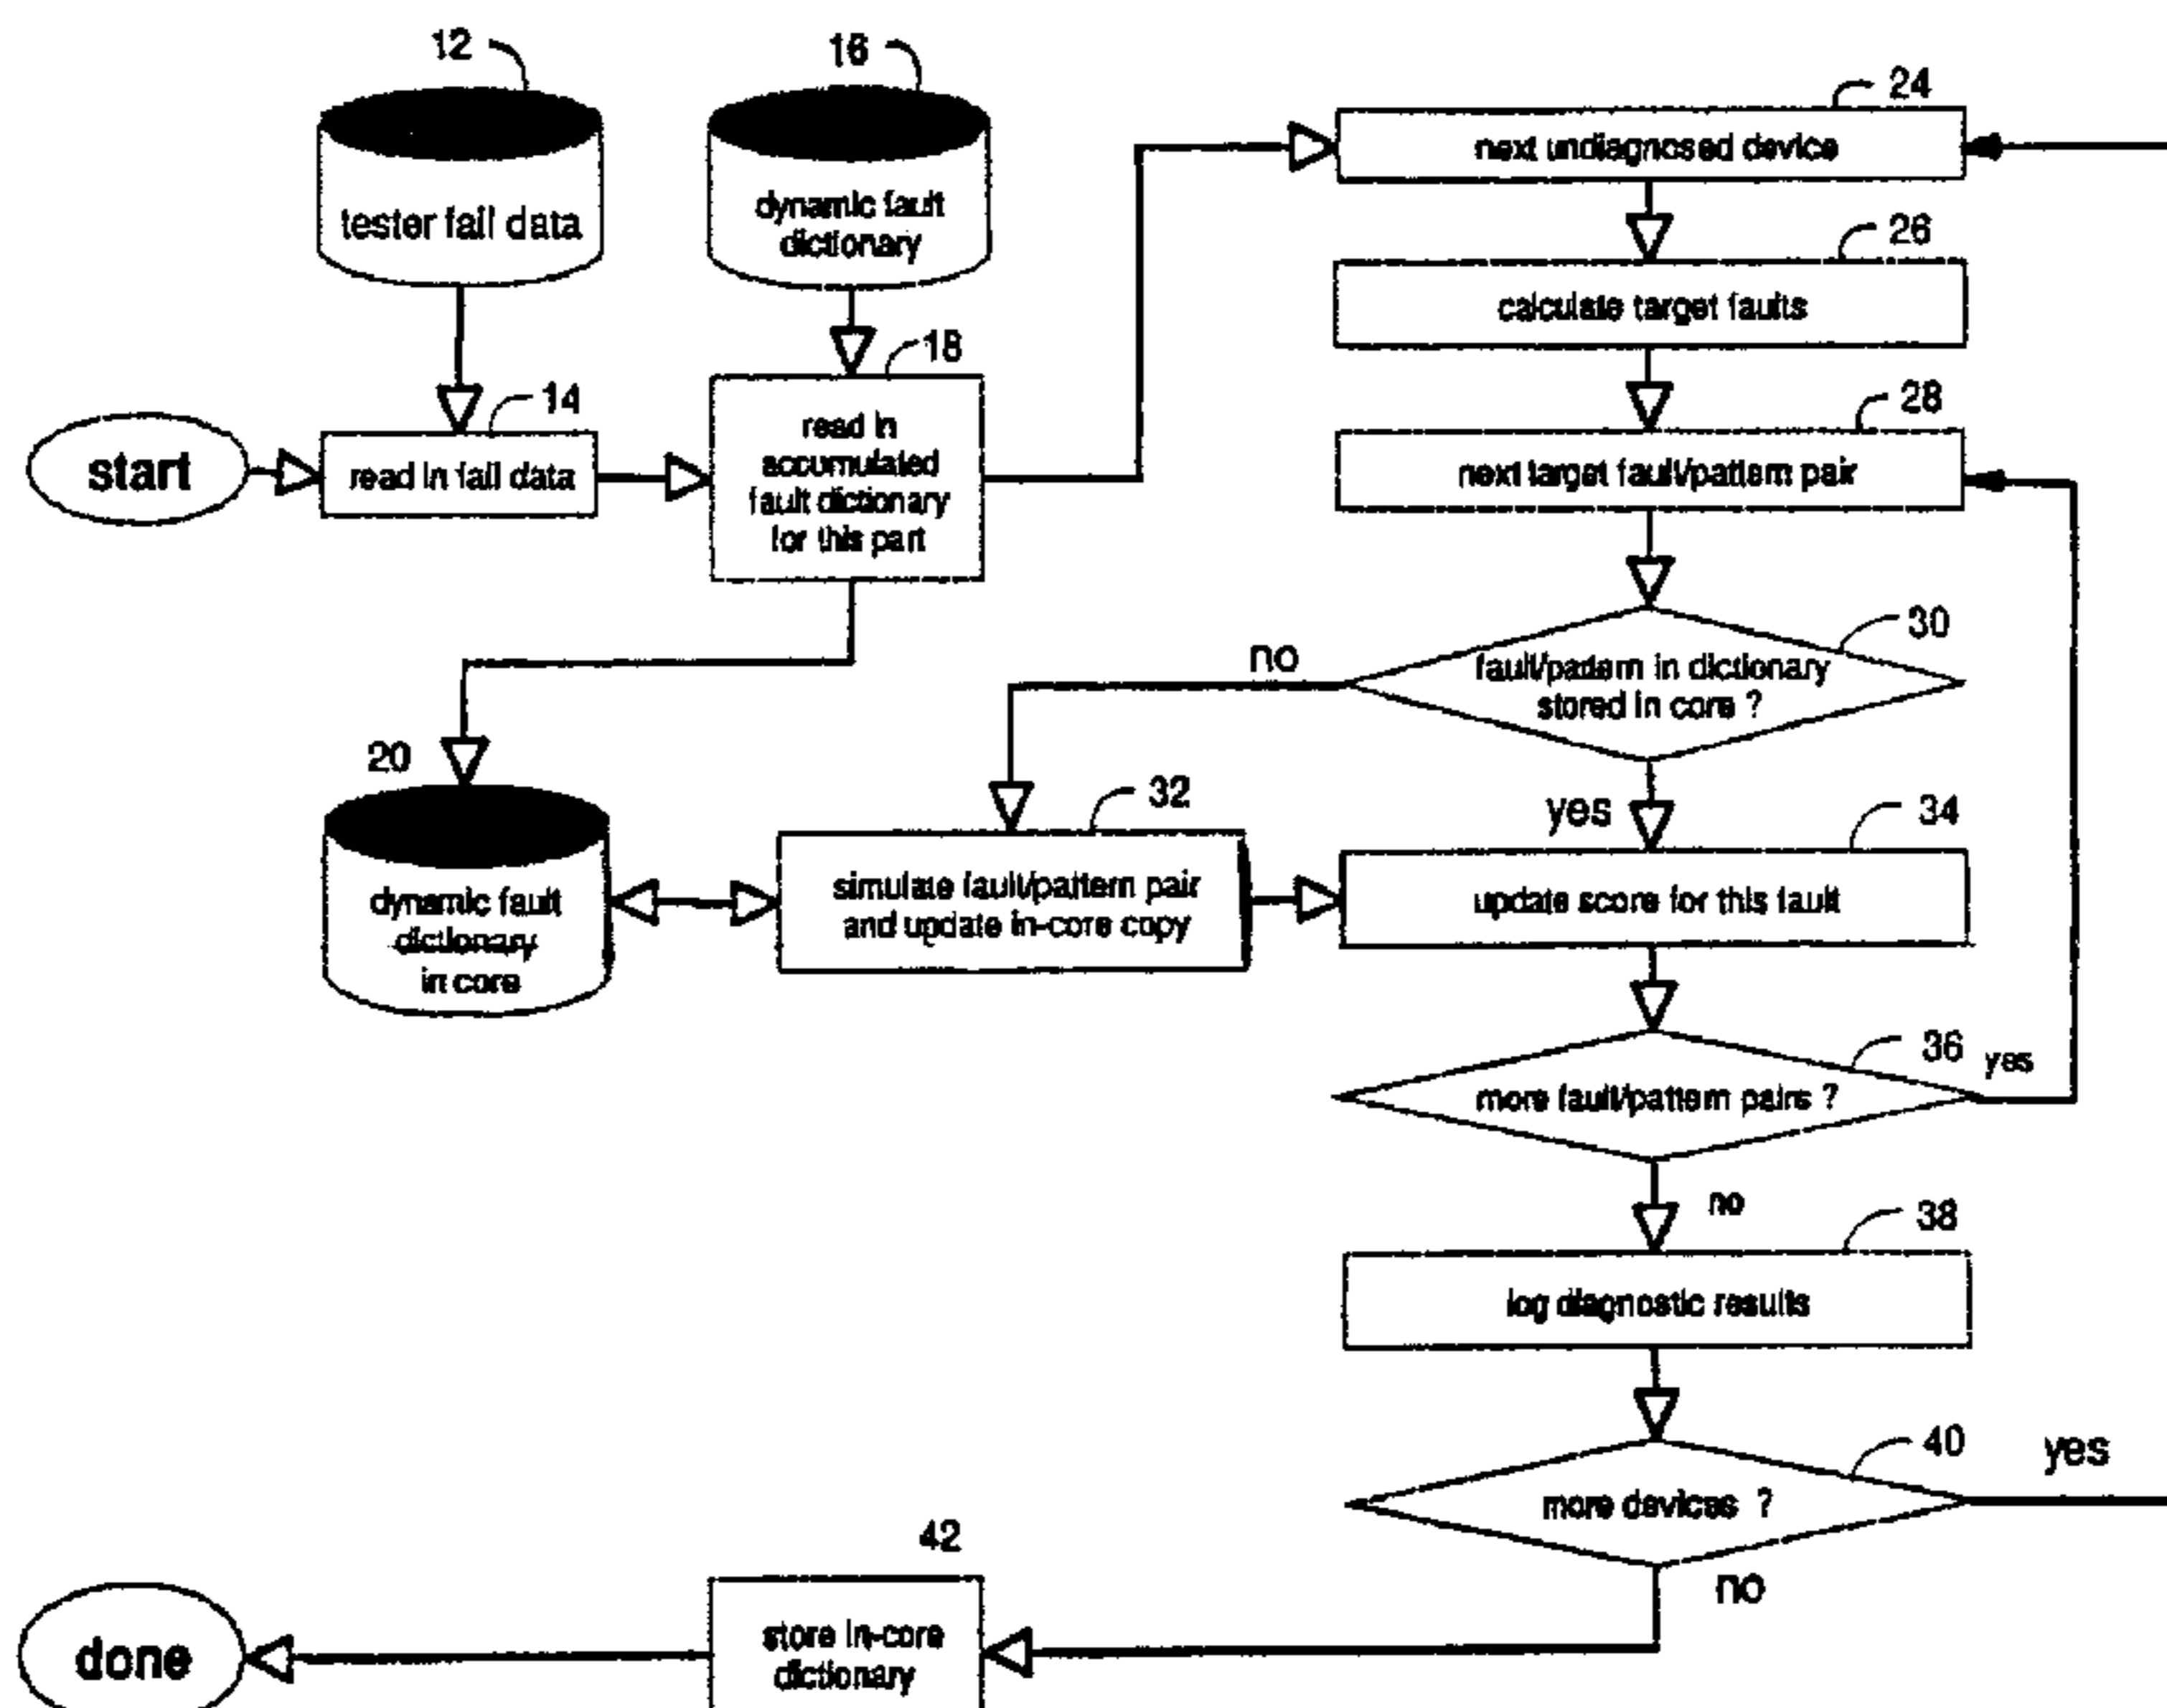 12
16
24
tester fail data
dynamic fault
dictionary
next undiagnosed device
26
calculate target faults
18
14
28
start
read in fail data
read in
accumulated
fault dictionary
for this part
next target fault/pattern pair
30
no
fault/pattern in dictionary
stored in core ?
20
32
yes
34
dynamic fault
dictionary
in core
simulate fault/pattern pair
and update in-core copy
update score for this fault
36
yes
more fault/pattern pairs ?
no
38
log diagnostic results
40
yes
more devices ?
42
no
done
store in-core
dictionary